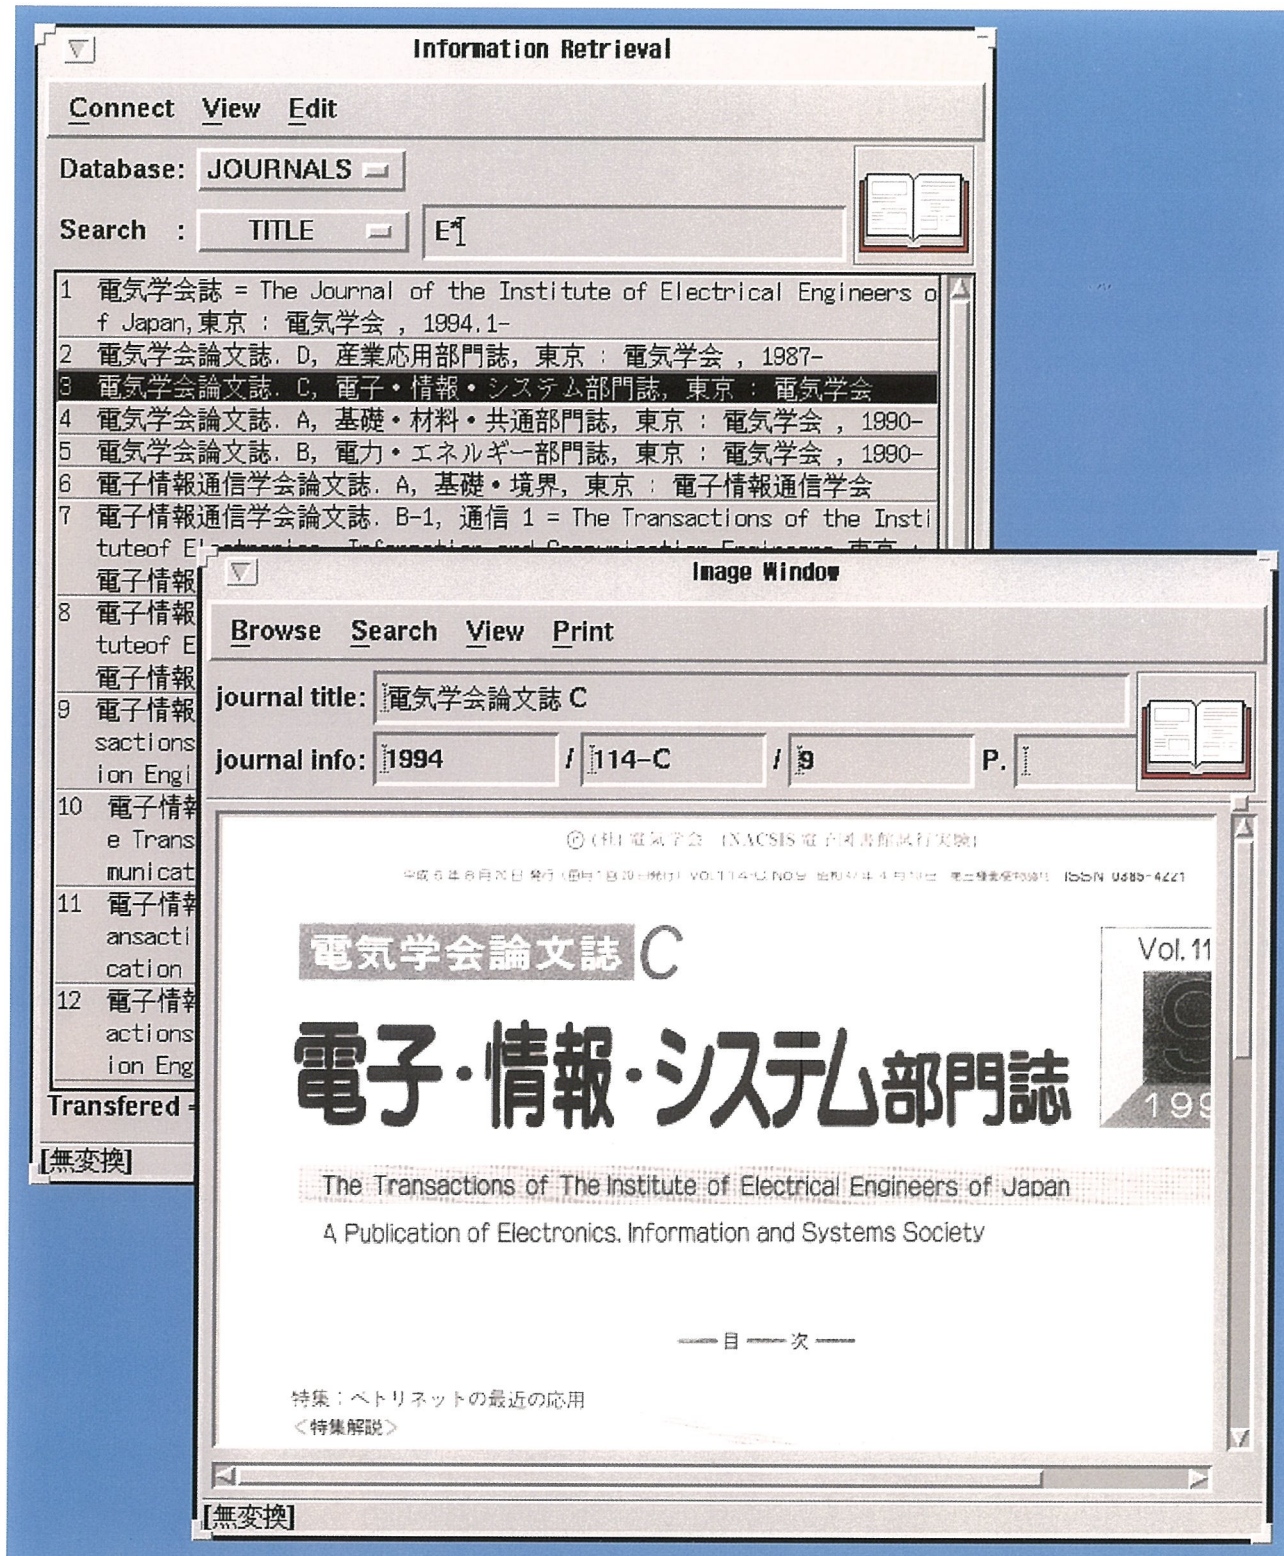 Information Retrieval
Connect View Edit
Database: JOURNALS
Search : TITLE E*
1 電気学会誌 = The Journal of the Institute of Electrical Engineers o
f Japan,東京 : 電気学会 , 1994.1-
2 電気学会論文誌. D, 産業応用部門誌, 東京 : 電気学会 , 1987-
3 電気学会論文誌. C, 電子・情報・システム部門誌, 東京 : 電気学会
4 電気学会論文誌. A, 基礎・材料・共通部門誌, 東京 : 電気学会 , 1990-
5 電気学会論文誌. B, 電力・エネルギー部門誌, 東京 : 電気学会 , 1990-
6 電子情報通信学会論文誌. A, 基礎・境界, 東京 : 電子情報通信学会
7 電子情報通信学会論文誌. B-1, 通信 1 = The Transactions of the Insti
tuteof Electronics, Information and Communication Engineers,東京 :
電子情報
8 電子情報
tuteof E
電子情報
9 電子情報
sactions
ion Engi
10 電子情報
e Trans
municat
11 電子情報
ansacti
cation
12 電子情報
actions
ion Eng
Transfered =
[無変換]
Image Window
Browse Search View Print
journal title: 電気学会論文誌 C
journal info: 1994 / 114-C / 9 P.
© (社) 電気学会 [NACSIS 電子図書館試行実験]
Vol.114-C No.9 ISSN 0385-4221
電気学会論文誌 C
Vol. 11
9
199
電子・情報・システム部門誌
The Transactions of The Institute of Electrical Engineers of Japan
A Publication of Electronics, Information and Systems Society
目 次
特集:ペトリネットの最近の応用
<特集解説>
[無変換]